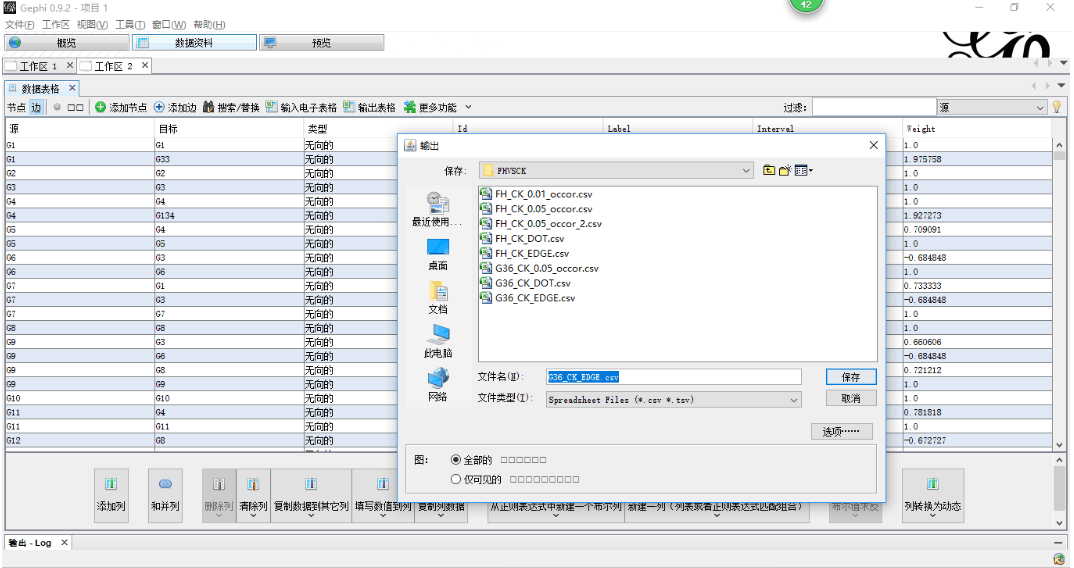 Gephi 0.9.2 - 项目 1
42
文件(F) 工作区 视图(V) 工具(T) 窗口(W) 帮助(H)
概览 数据资料 预览
工作区 1 × 工作区 2 ×
数据表格 ×
节点 边 添加节点 添加边 搜索/替换 输入电子表格 输出表格 更多功能 过滤: 源
源 目标 类型 Id Label Interval Weight
G1 G1 无向的 1.0
G1 G33 无向的 1.975758
G2 G2 无向的 1.0
G3 G3 无向的 1.0
G4 G4 无向的 1.0
G4 G134 无向的 1.927273
G5 G4 无向的 0.709091
G5 G5 无向的 1.0
G6 G3 无向的 -0.684848
G6 G6 无向的 1.0
G7 G1 无向的 0.733333
G7 G3 无向的 -0.684848
G7 G7 无向的 1.0
G8 G8 无向的 1.0
G9 G3 无向的 0.660606
G9 G6 无向的 -0.684848
G9 G8 无向的 0.721212
G9 G9 无向的 1.0
G10 G10 无向的 1.0
G11 G4 无向的 0.781818
G11 G11 无向的 1.0
G12 G8 无向的 -0.672727
输出
保存: FHVSCK
最近使用...
桌面
文档
此电脑
网络
FH_CK_0.01_occor.csv
FH_CK_0.05_occor.csv
FH_CK_0.05_occor_2.csv
FH_CK_DOT.csv
FH_CK_EDGE.csv
G36_CK_0.05_occor.csv
G36_CK_DOT.csv
G36_CK_EDGE.csv
文件名(N): G36_CK_EDGE.csv 保存
文件类型(T): Spreadsheet Files (*.csv *.tsv) 取消
选项······
图: 全部的 □□□□□□
仅可见的 □□□□□□□□□
添加列 和并列 删除列 清除列 复制数据到其它列 填写数值到列 复制列数据 从正则表达式中新建一个布尔列 新建一列 (列表或者正则表达式匹配组合) 布尔值求反 列转换为动态
输出 - Log ×